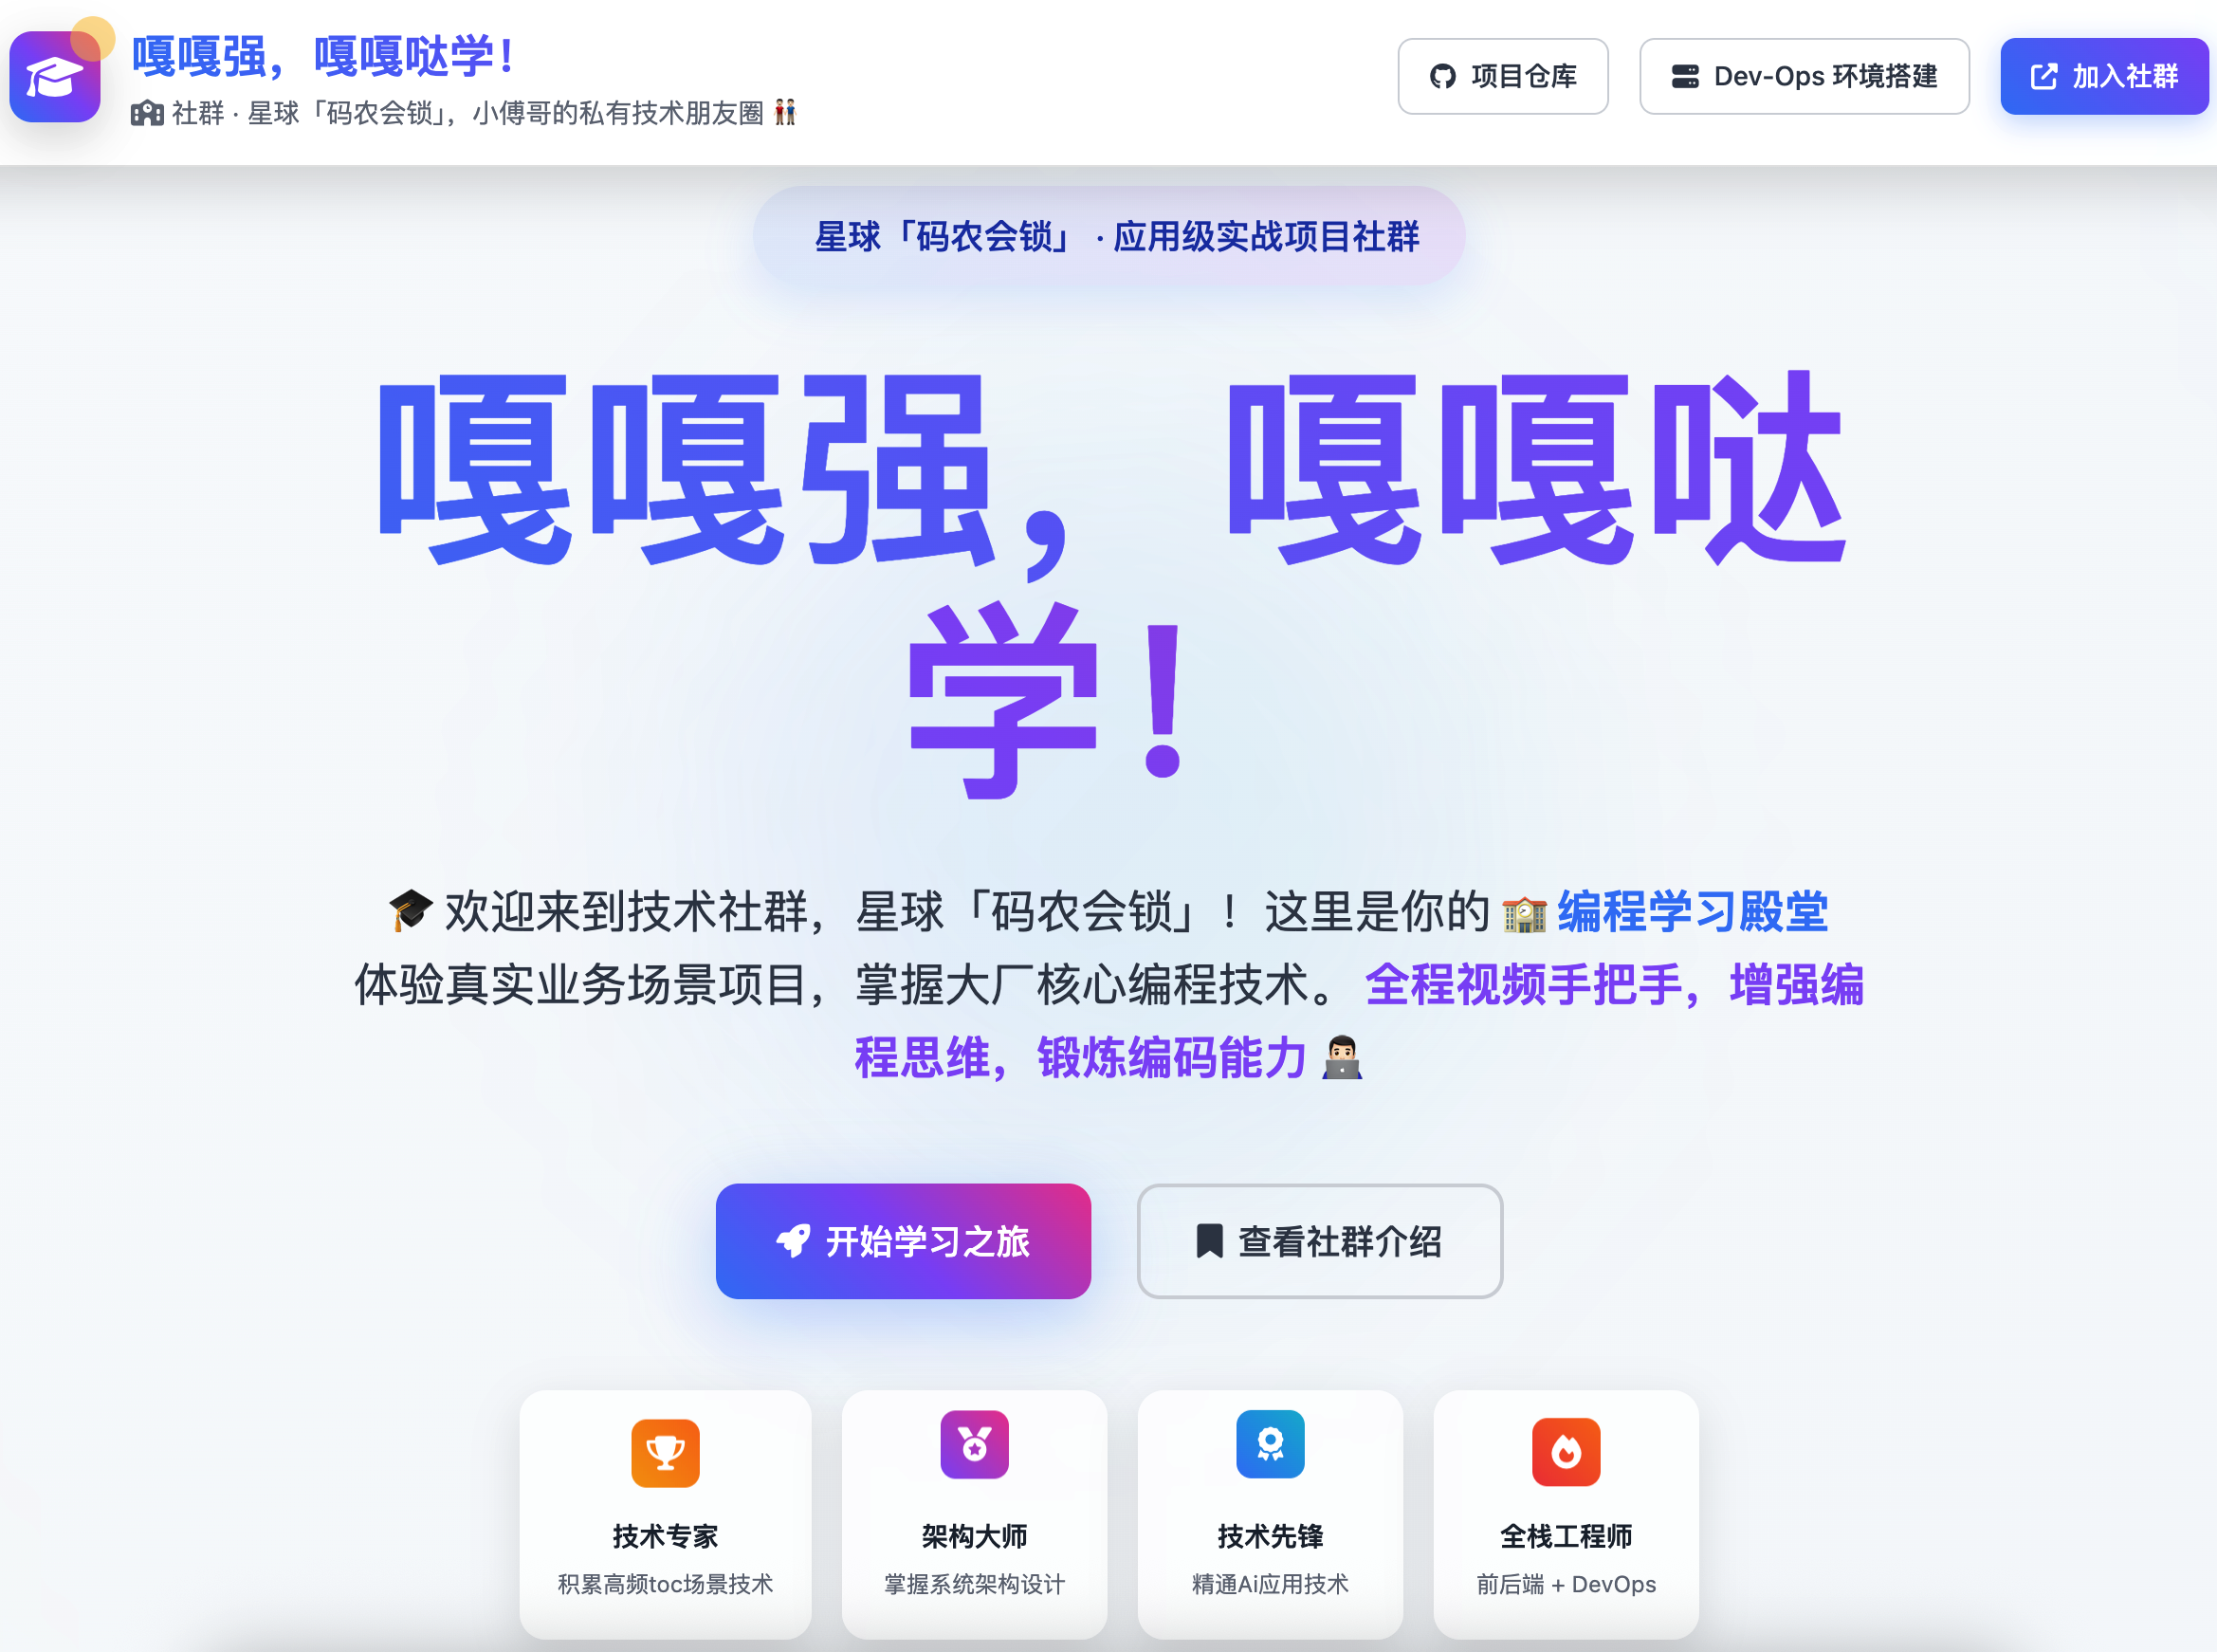 嘎嘎强，嘎嘎哒学！
社群 · 星球「码农会锁」，小傅哥的私有技术朋友圈 👬
项目仓库
Dev-Ops 环境搭建
加入社群
星球「码农会锁」 · 应用级实战项目社群
嘎嘎强，嘎嘎哒
学！
🎓 欢迎来到技术社群，星球「码农会锁」！这里是你的 🏫 编程学习殿堂
体验真实业务场景项目，掌握大厂核心编程技术。全程视频手把手，增强编
程思维，锻炼编码能力 👨🏻‍💻
开始学习之旅
查看社群介绍
技术专家
积累高频toc场景技术
架构大师
掌握系统架构设计
技术先锋
精通Ai应用技术
全栈工程师
前后端 + DevOps